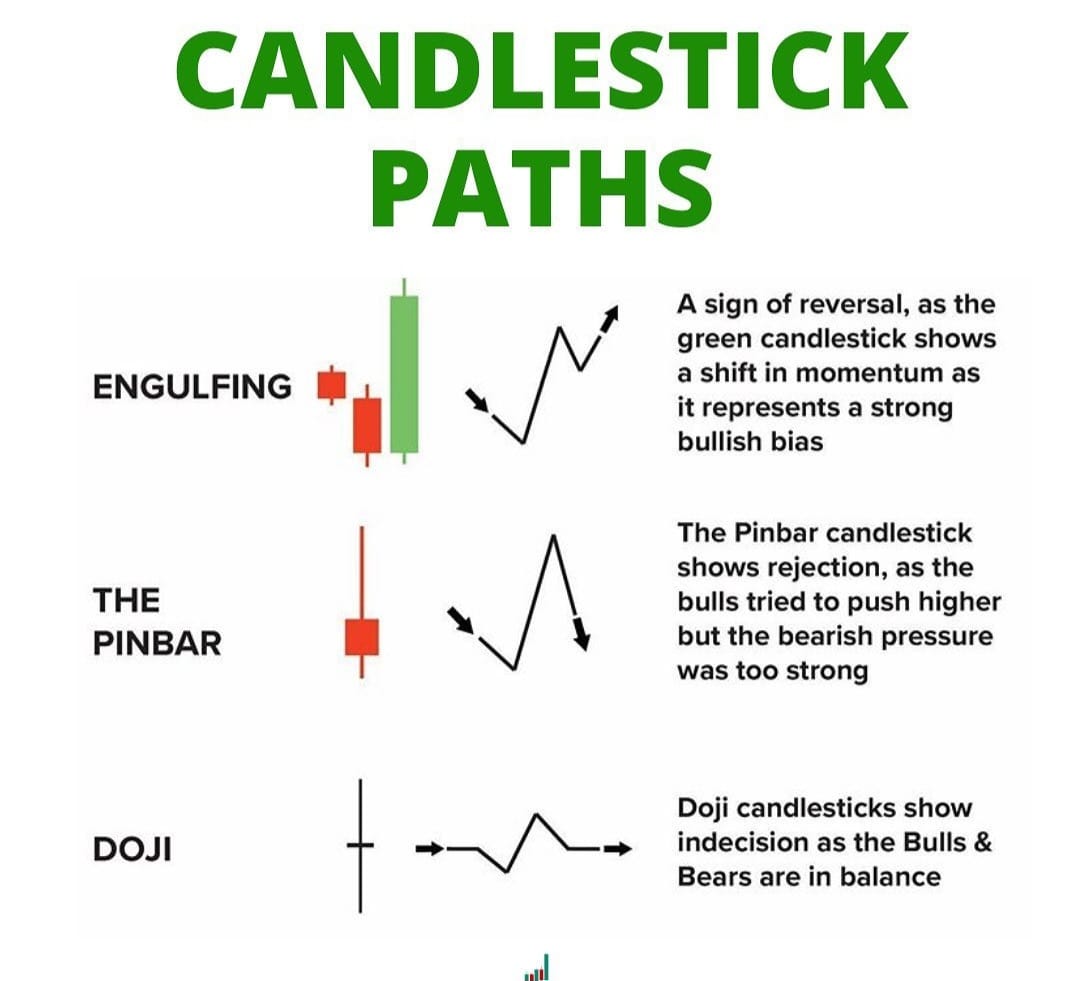 CANDLESTICK
PATHS
ENGULFING
A sign of reversal, as the
green candlestick shows
a shift in momentum as
it represents a strong
bullish bias
THE
PINBAR
The Pinbar candlestick
shows rejection, as the
bulls tried to push higher
but the bearish pressure
was too strong
DOJI
Doji candlesticks show
indecision as the Bulls &
Bears are in balance